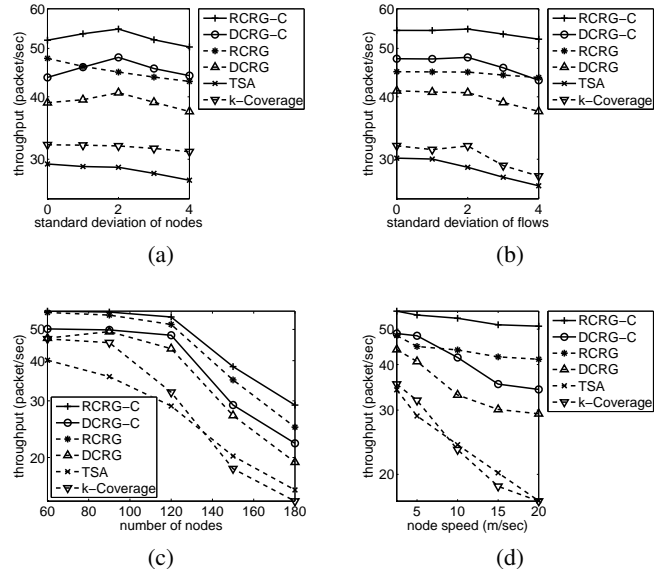 60
50
40
30
0
2
4
throughput (packet/sec)
standard deviation of nodes
RCRG−C
DCRG−C
RCRG
DCRG
TSA
k−Coverage
(a)
60
50
40
30
0
2
4
throughput (packet/sec)
standard deviation of flows
RCRG−C
DCRG−C
RCRG
DCRG
TSA
k−Coverage
(b)
50
40
30
20
60
80
100
120
140
160
180
throughput (packet/sec)
number of nodes
RCRG−C
DCRG−C
RCRG
DCRG
TSA
k−Coverage
(c)
50
40
30
20
5
10
15
20
throughput (packet/sec)
node speed (m/sec)
RCRG−C
DCRG−C
RCRG
DCRG
TSA
k−Coverage
(d)